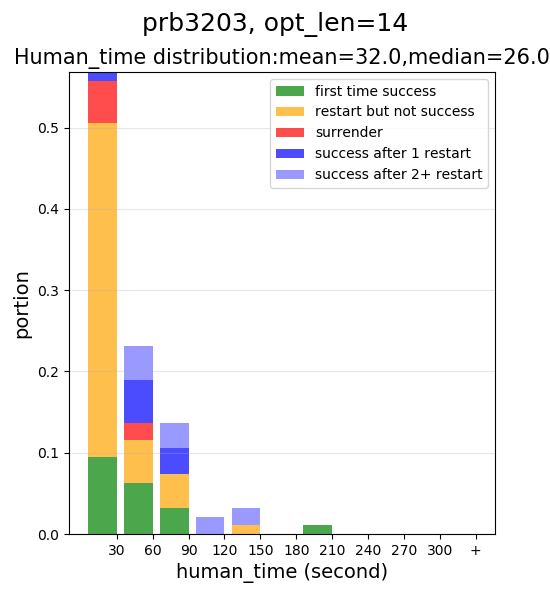 prb3203, opt_len=14
Human_time distribution:mean=32.0,median=26.0
first time success
restart but not success
surrender
success after 1 restart
success after 2+ restart
portion
0.5
0.4
0.3
0.2
0.1
0.0
30 60 90 120 150 180 210 240 270 300 +
human_time (second)